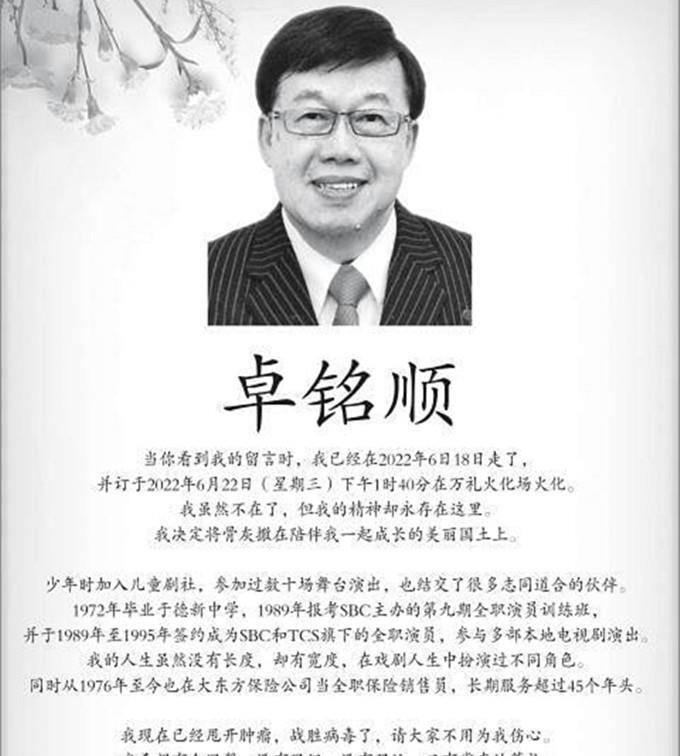 卓铭顺
当你看到我的留言时，我已经在2022年6日18日走了，
并订于2022年6月22日（星期三）下午1时40分在万礼火化场火化。
我虽然不在了，但我的精神却永存在这里。
我决定将骨灰撒在陪伴我一起成长的美丽国土上。
少年时加入儿童剧社，参加过数十场舞台演出，也结交了很多志同道合的伙伴。
1972年毕业于德新中学，1989年报考SBC主办的第九期全职演员训练班，
并于1989年至1995年签约成为SBC和TCS旗下的全职演员，参与多部本地电视剧演出。
我的人生虽然没有长度，却有宽度，在戏剧人生中扮演过不同角色。
同时从1976年至今也在大东方保险公司当全职保险销售员，长期服务超过45个年头。
我现在已经甩开肿瘤，战胜病毒了，请大家不用为我伤心。